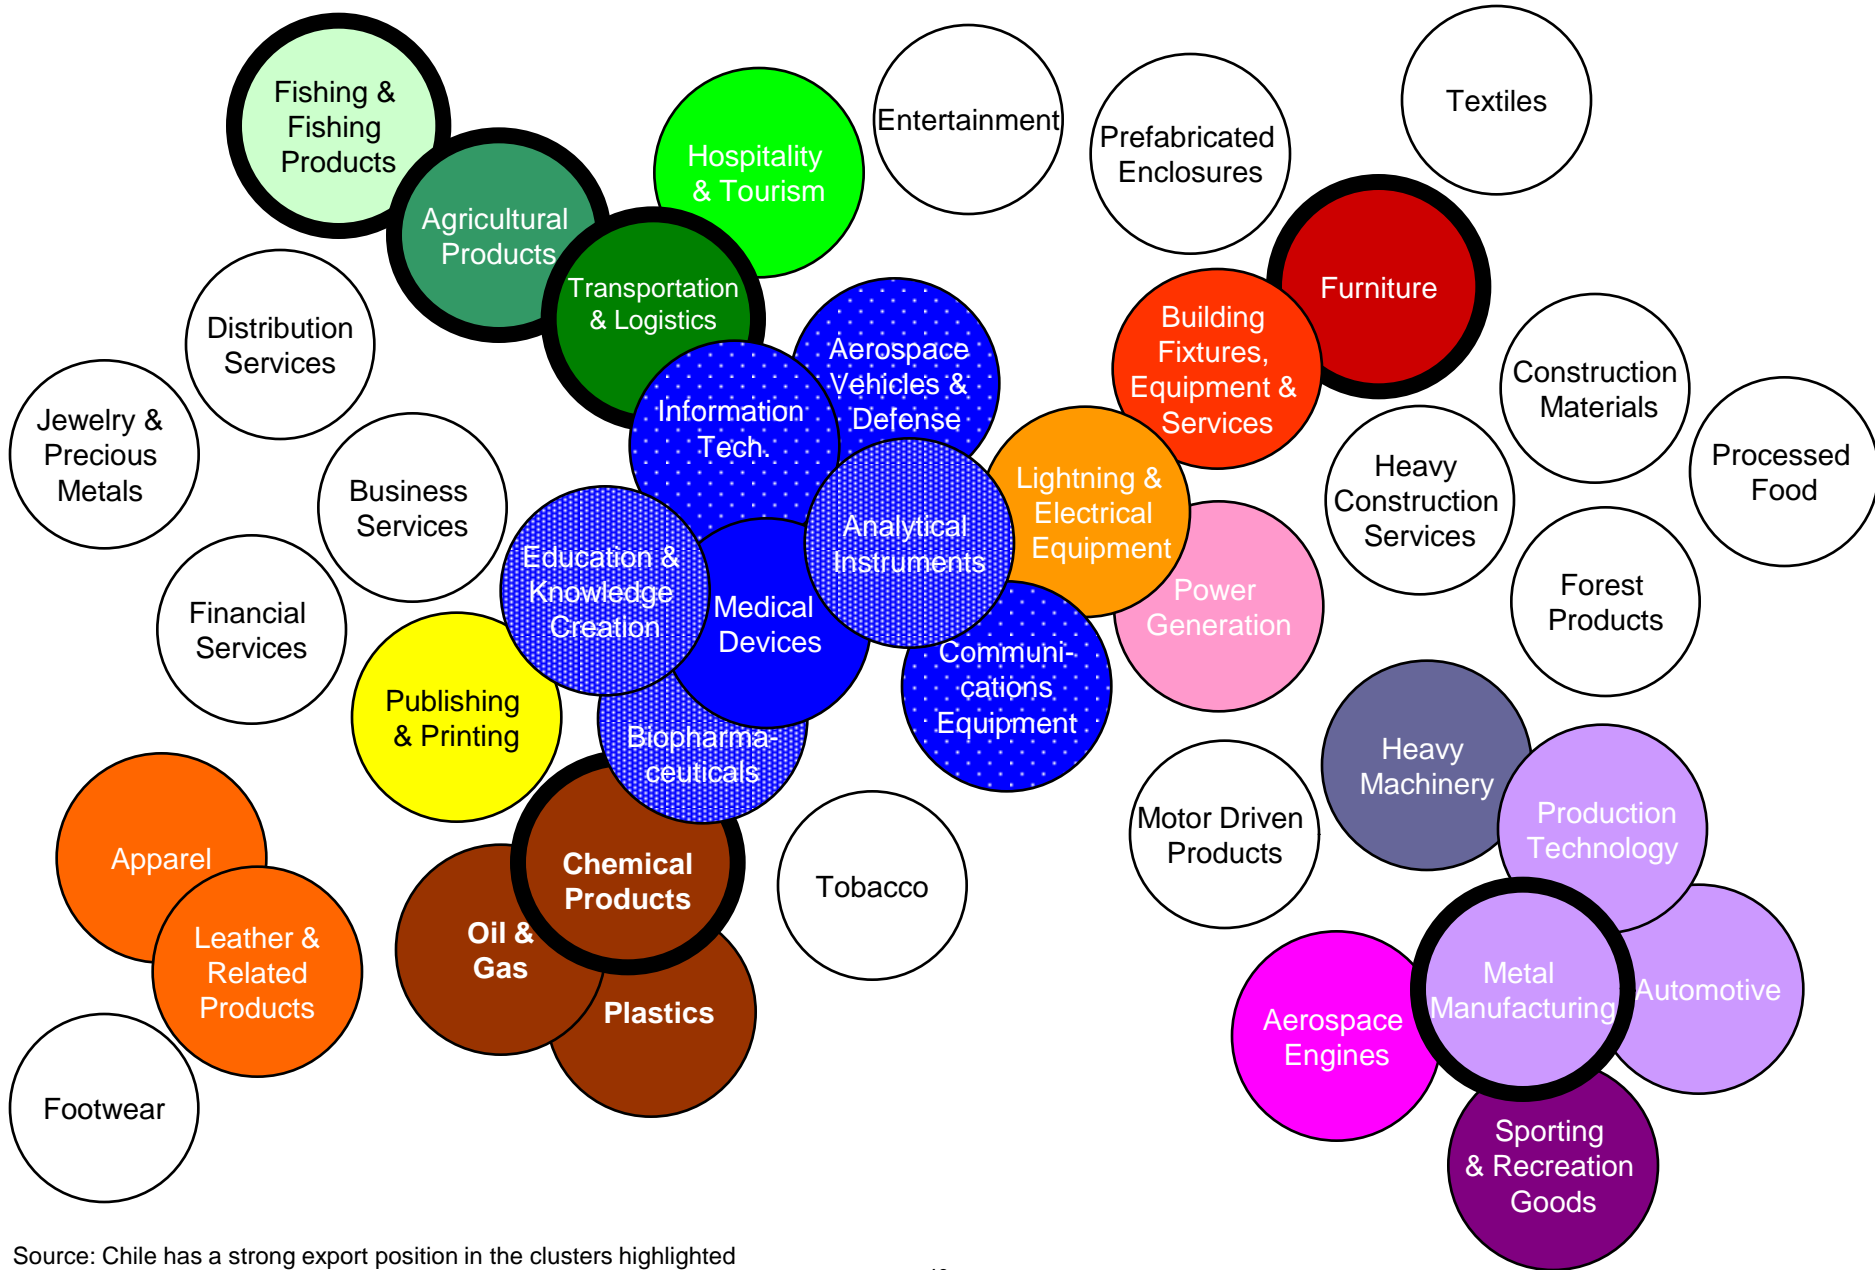 Fishing &
Fishing
Products
Agricultural
Products
Transportation
& Logistics
Hospitality
& Tourism
Entertainment
Prefabricated
Enclosures
Textiles
Furniture
Building
Fixtures,
Equipment &
Services
Distribution
Services
Jewelry &
Precious
Metals
Business
Services
Financial
Services
Information
Tech.
Aerospace
Vehicles &
Defense
Analytical
Instruments
Education &
Knowledge
Creation
Medical
Devices
Lightning &
Electrical
Equipment
Power
Generation
Communi-
cations
Equipment
Construction
Materials
Heavy
Construction
Services
Processed
Food
Forest
Products
Publishing
& Printing
Biopharma-
ceuticals
Chemical
Products
Oil &
Gas
Plastics
Tobacco
Apparel
Leather &
Related
Products
Footwear
Motor Driven
Products
Heavy
Machinery
Production
Technology
Metal
Manufacturing
Automotive
Aerospace
Engines
Sporting
& Recreation
Goods
Source: Chile has a strong export position in the clusters highlighted